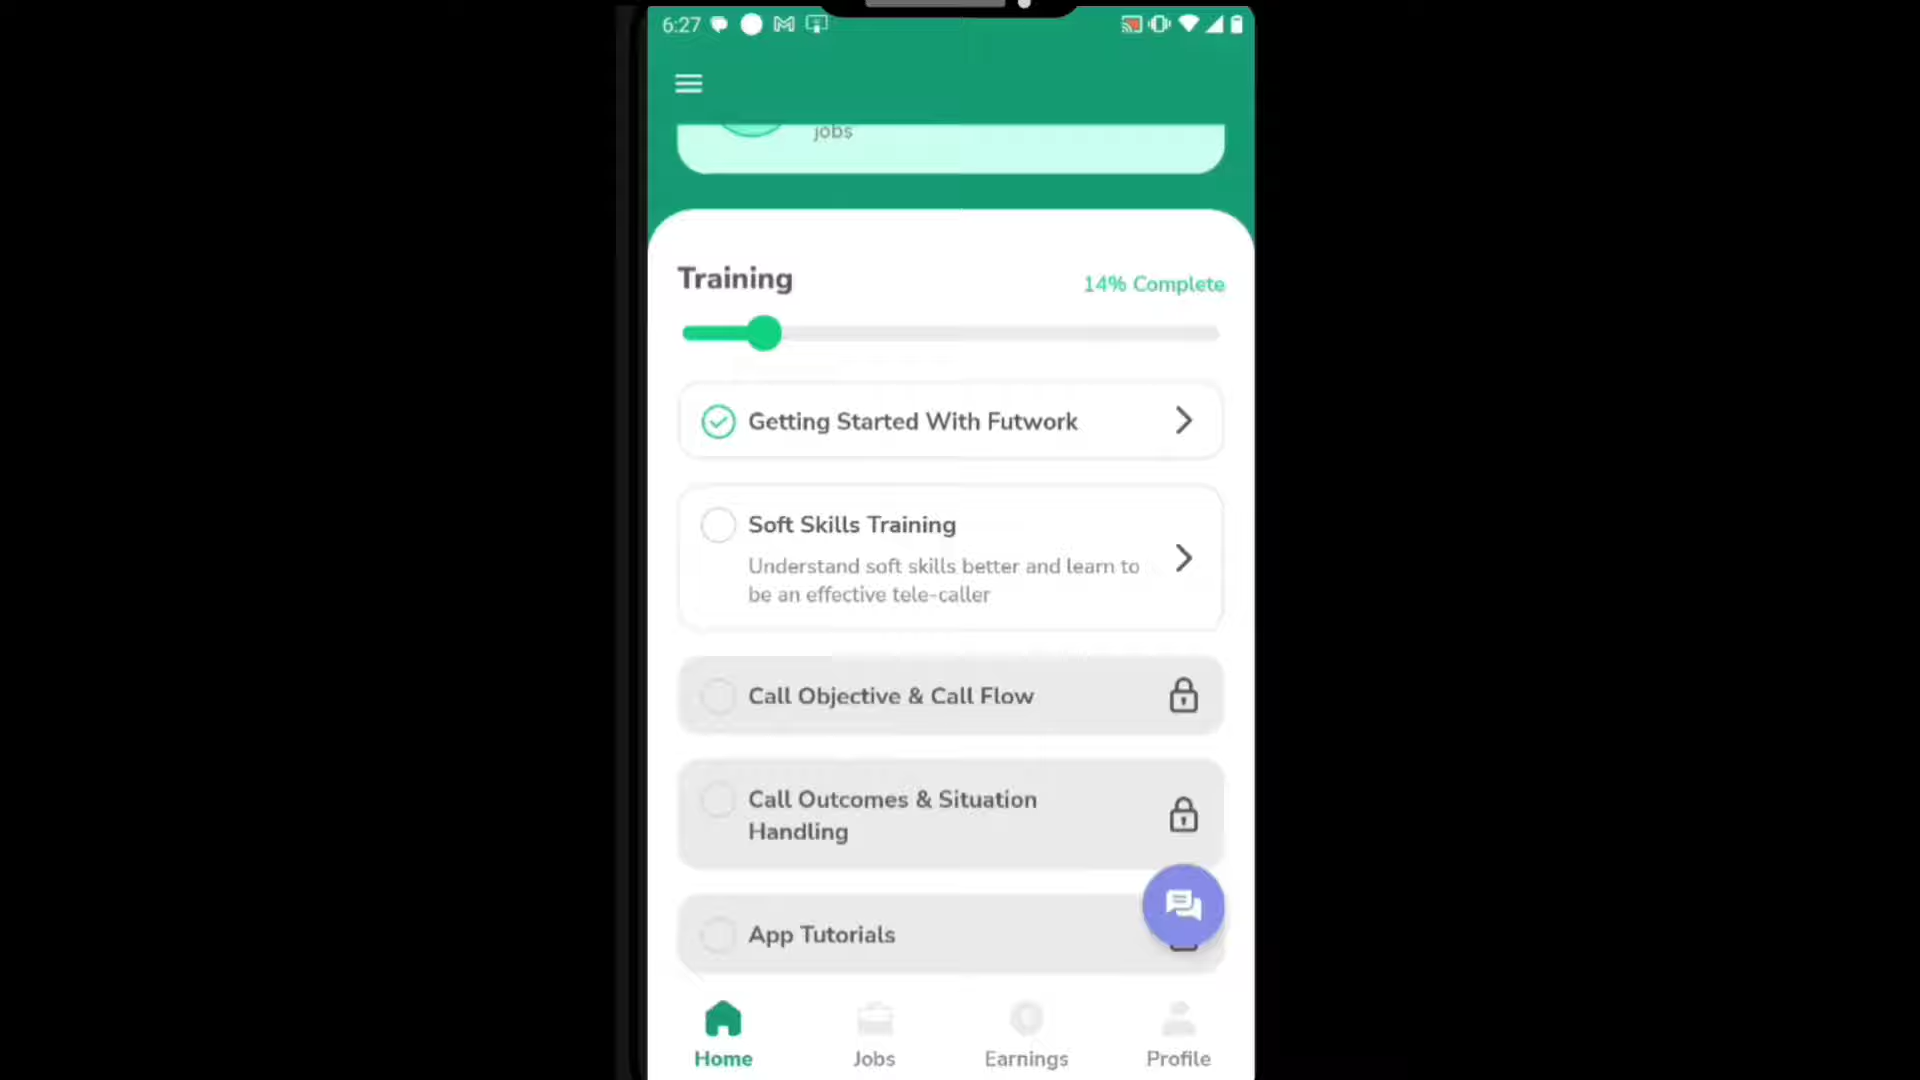 6:27
jobs
Training
14% Complete
Getting Started With Futwork
Soft Skills Training
Understand soft skills better and learn to
be an effective tele-caller
Call Objective & Call Flow
Call Outcomes & Situation
Handling
App Tutorials
Home
Jobs
Earnings
Profile